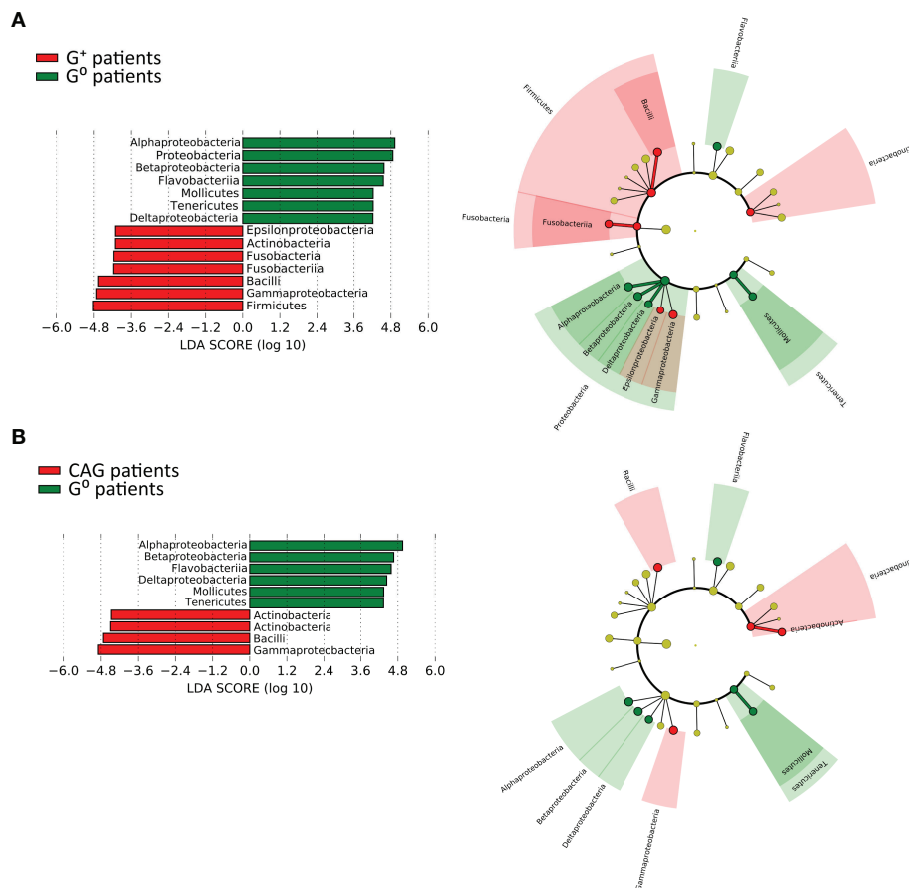 A
G⁺ patients
G⁰ patients
Alphaproteobacteria
Proteobacteria
Betaproteobacteria
Flavobacteriia
Mollicutes
Tenericutes
Deltaproteobacteria
Epsilonproteobacteria
Actinobacteria
Fusobacteria
Fusobacteriia
Bacilli
Gammaproteobacteria
Firmicutes
−6.0 −4.8 −3.6 −2.4 −1.2 0.0 1.2 2.4 3.6 4.8 6.0
LDA SCORE (log 10)
Flavobacteriia
Firmicutes
Bacilli
nobacteria
Fusobacteria
Fusobacteriia
Alphaproteobacteria
Betaproteobacteria
Deltaproteobacteria
Epsilonproteobacteria
Gammaproteobacteria
Proteobacteria
Mollicutes
Tenericutes
B
CAG patients
G⁰ patients
Alphaproteobacteria
Betaproteobacteria
Flavobacteriia
Deltaproteobacteria
Mollicutes
Tenericutes
Actinobacteria
Actinobacteria
Bacilli
Gammaproteobacteria
−6.0 −4.8 −3.6 −2.4 −1.2 0.0 1.2 2.4 3.6 4.8 6.0
LDA SCORE (log 10)
Flavobacteriia
Bacilli
nobacteria
Actinobacteria
Mollicutes
Tenericutes
Alphaproteobacteria
Betaproteobacteria
Deltaproteobacteria
Gammaproteobacteria